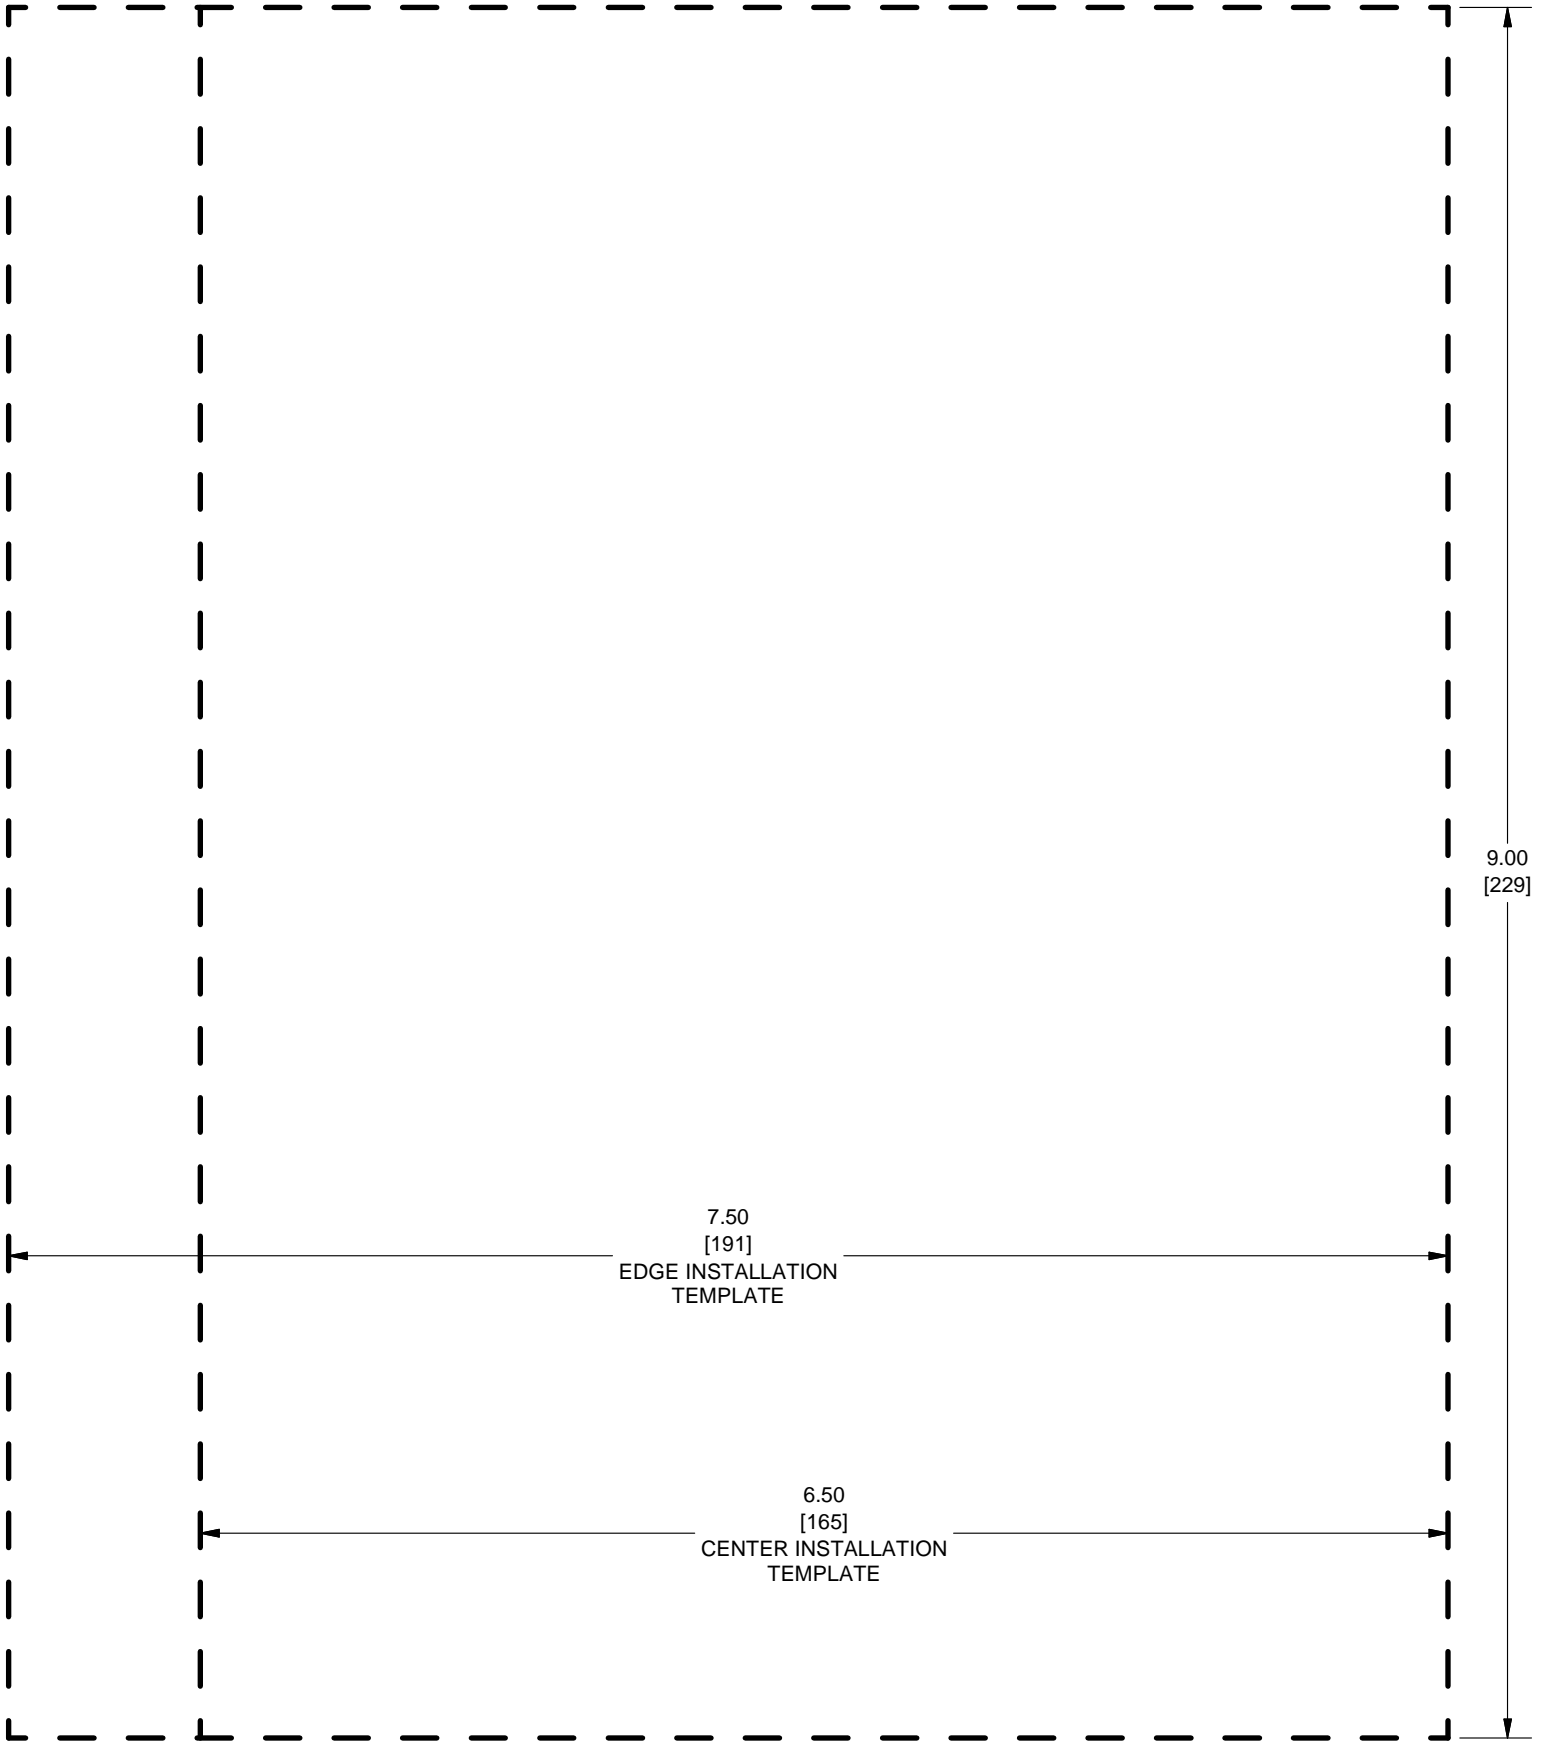 9.00
[229]
7.50
[191]
EDGE INSTALLATION
TEMPLATE
6.50
[165]
CENTER INSTALLATION
TEMPLATE